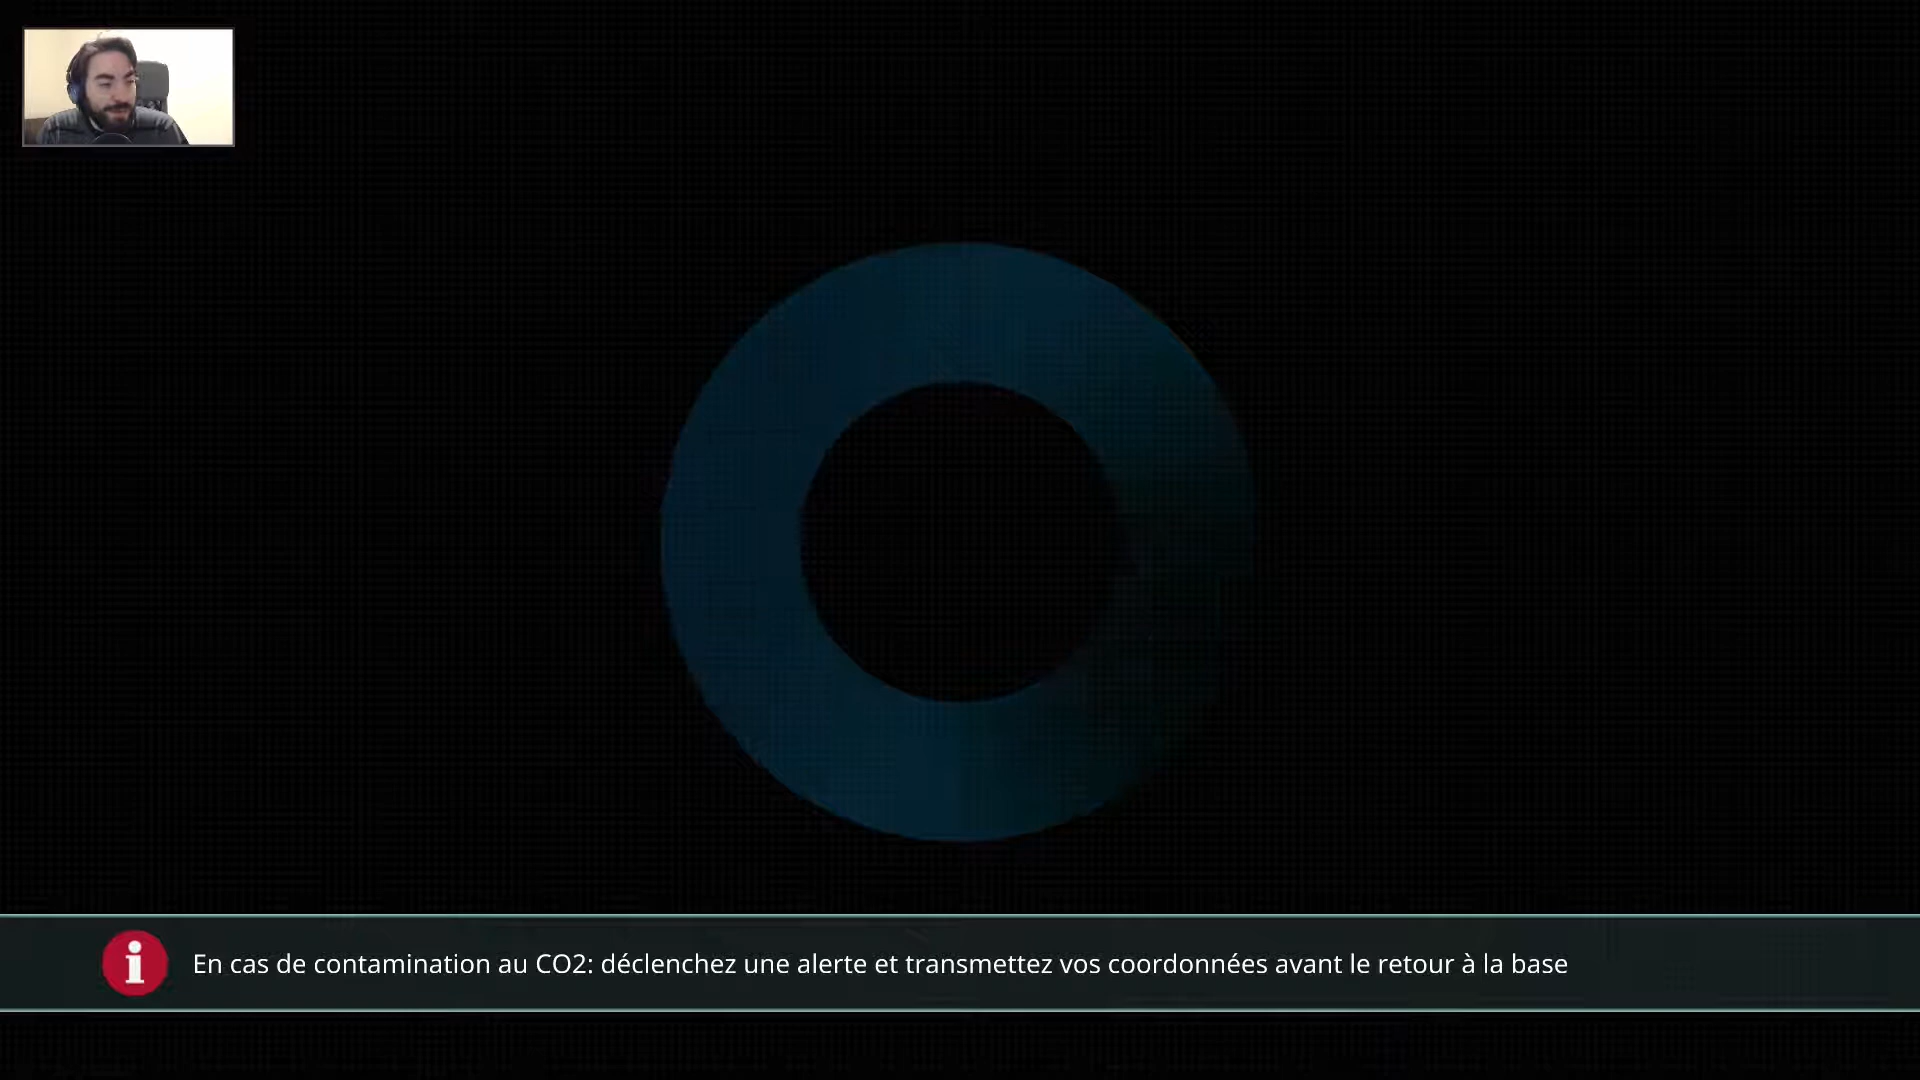 En cas de contamination au CO2: déclenchez une alerte et transmettez vos coordonnées avant le retour à la base